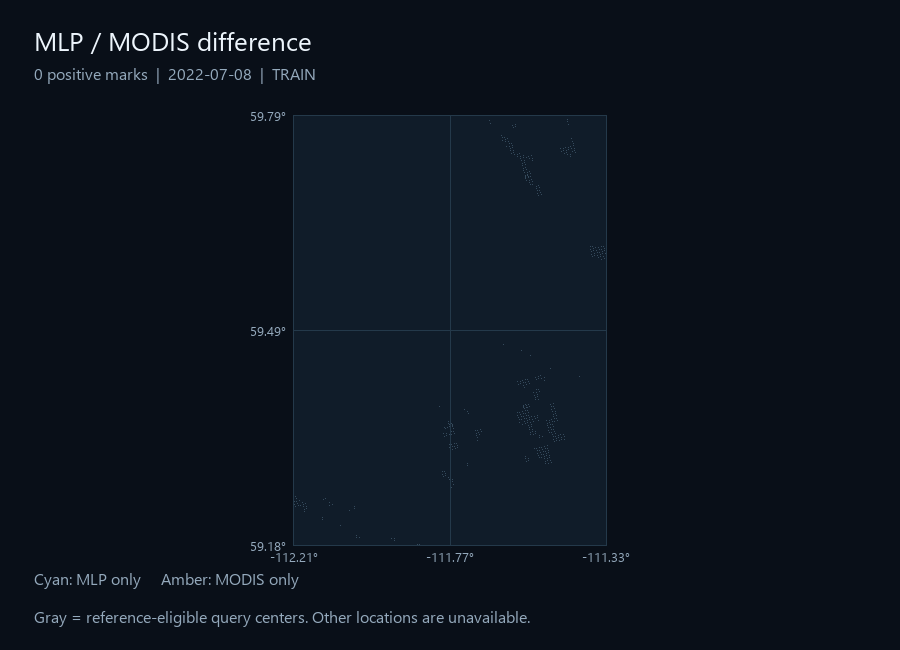 MLP / MODIS difference
0 positive marks | 2022-07-08 | TRAIN
59.79°
59.49°
59.18°
-112.21° -111.77° -111.33°
Cyan: MLP only Amber: MODIS only
Gray = reference-eligible query centers. Other locations are unavailable.